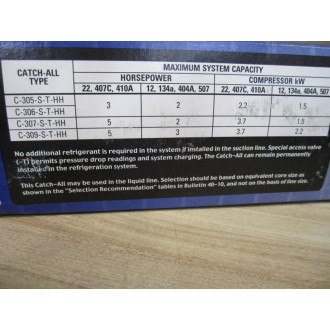 CATCH-ALL TYPE
MAXIMUM SYSTEM CAPACITY
HORSEPOWER COMPRESSOR kW
22, 407C, 410A 12, 134a, 404A, 507 22, 407C, 410A 12, 134a, 404A, 507
C-305-S-T-HH 3 2 2.2 1.5
C-306-S-T-HH
C-307-S-T-HH 5 2 3.7 1.5
C-309-S-T-HH 5 3 3.7 2.2
No additional refrigerant is required in the system if installed in the suction line. Special access valve
(-T) permits pressure drop readings and system charging. The Catch-All can remain permanently
installed in the refrigeration system.
This Catch-All may be used in the liquid line. Selection should be based on equivalent core size as
shown in the "Selection Recommendation" tables in Bulletin 40-10, and not on the basis of line size.